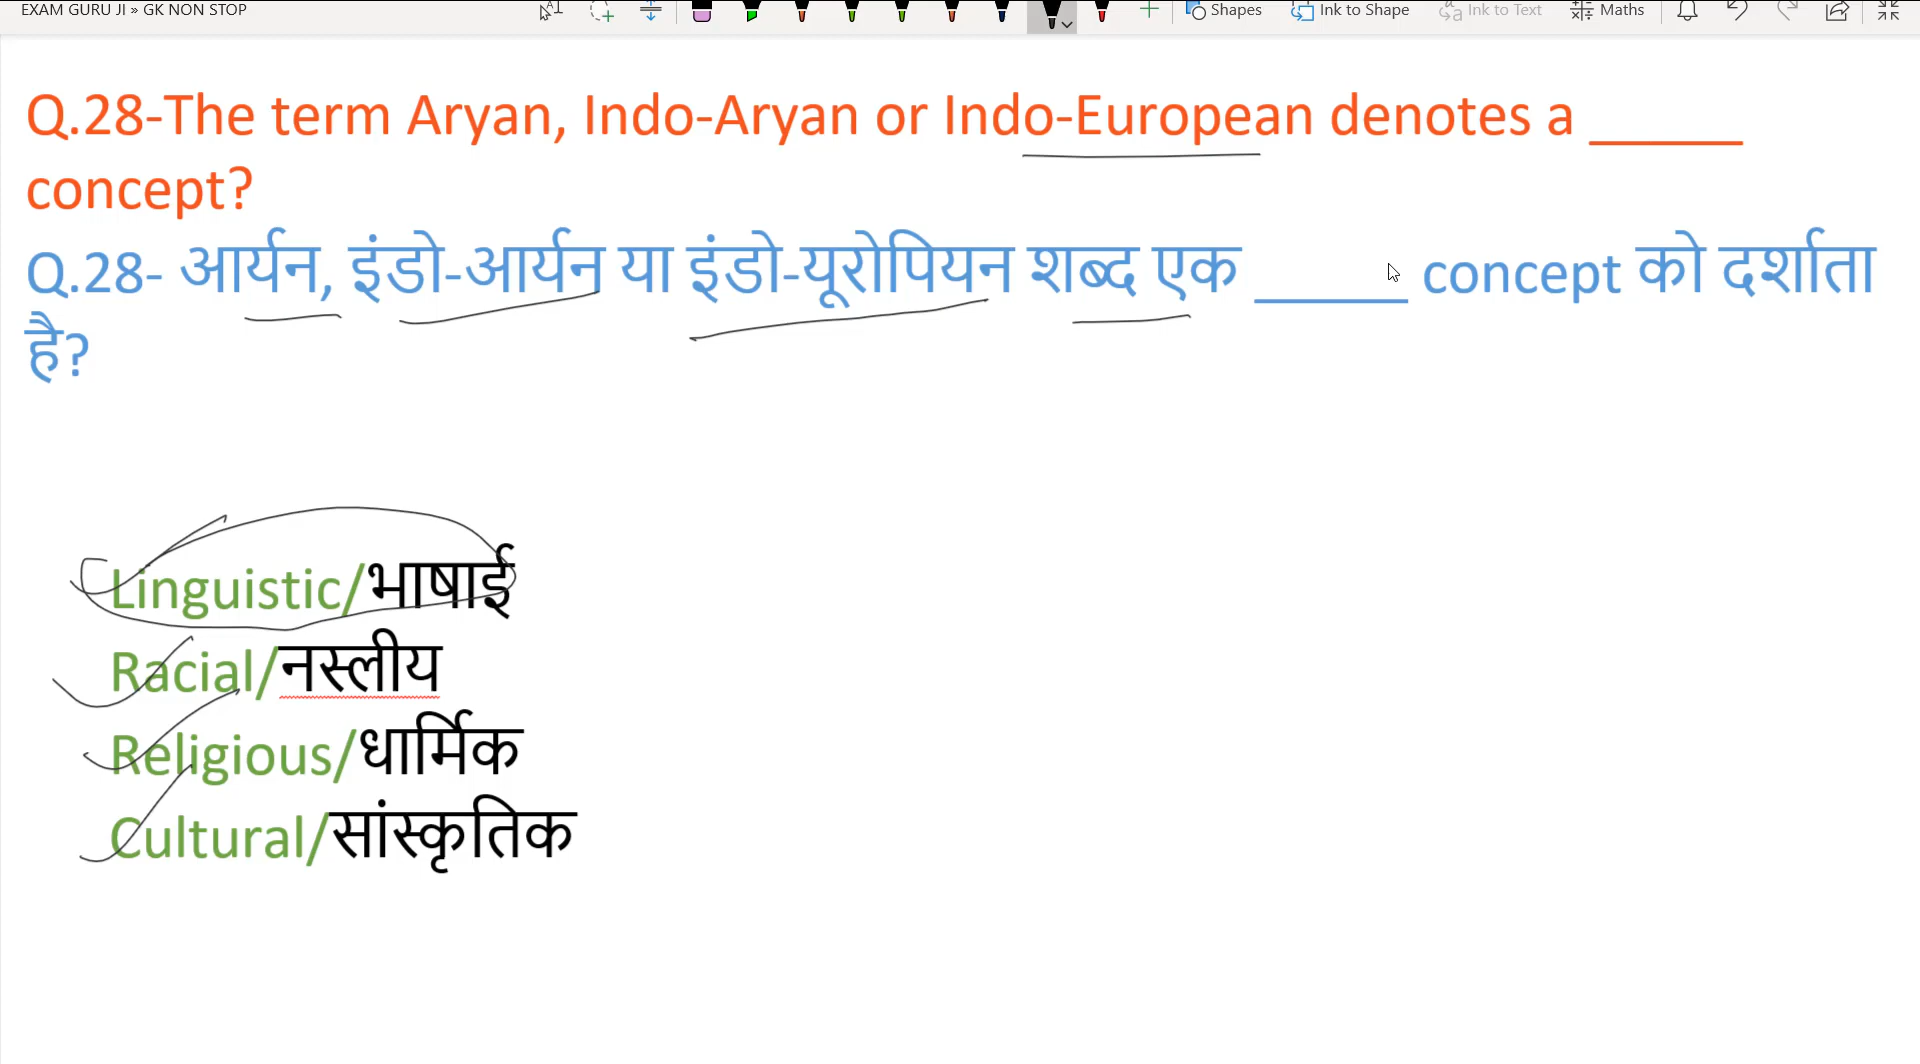 EXAM GURU JI » GK NON STOP
Shapes Ink to Shape Ink to Text Maths
Q.28-The term Aryan, Indo-Aryan or Indo-European denotes a ______
concept?
Q.28- आर्यन, इंडो-आर्यन या इंडो-यूरोपियन शब्द एक ______ concept को दर्शाता
है?
Linguistic/भाषाई
Racial/नस्लीय
Religious/धार्मिक
Cultural/सांस्कृतिक